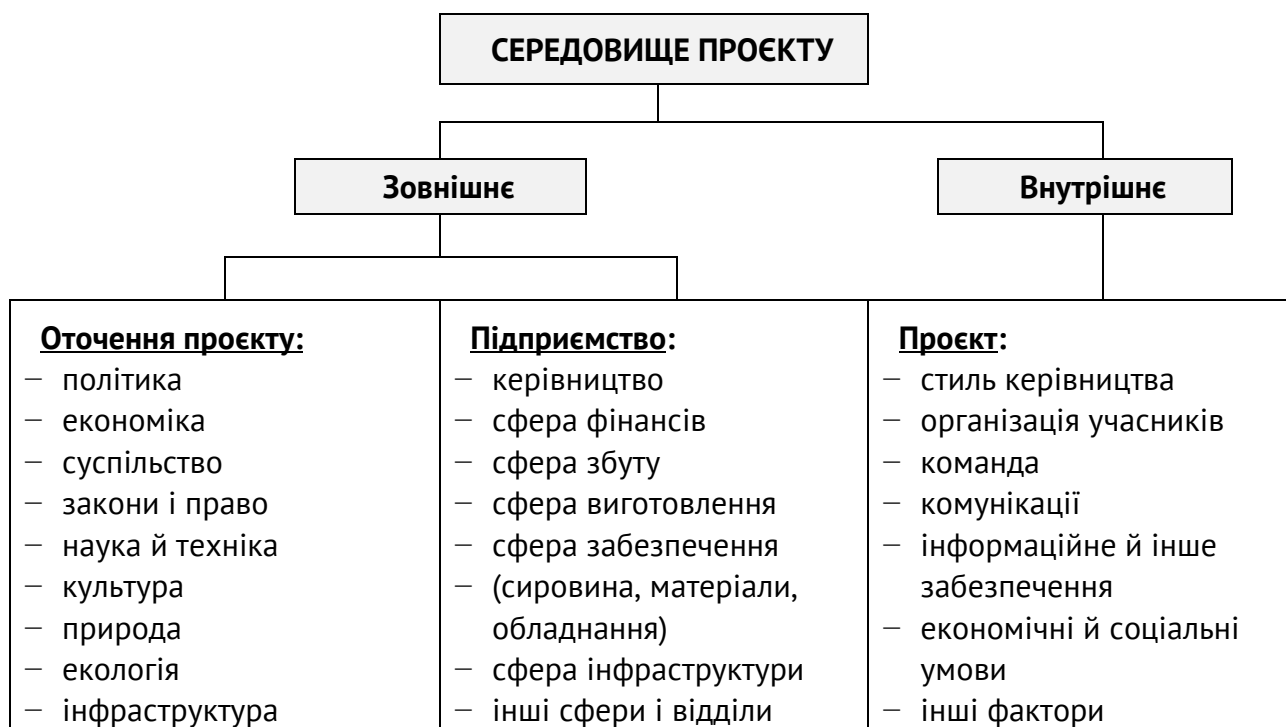 СЕРЕДОВИЩЕ ПРОЄКТУ
Зовнішнє
Внутрішнє
Оточення проєкту:
– політика
– економіка
– суспільство
– закони і право
– наука й техніка
– культура
– природа
– екологія
– інфраструктура
Підприємство:
– керівництво
– сфера фінансів
– сфера збуту
– сфера виготовлення
– сфера забезпечення
– (сировина, матеріали,
обладнання)
– сфера інфраструктури
– інші сфери і відділи
Проєкт:
– стиль керівництва
– організація учасників
– команда
– комунікації
– інформаційне й інше
забезпечення
– економічні й соціальні
умови
– інші фактори